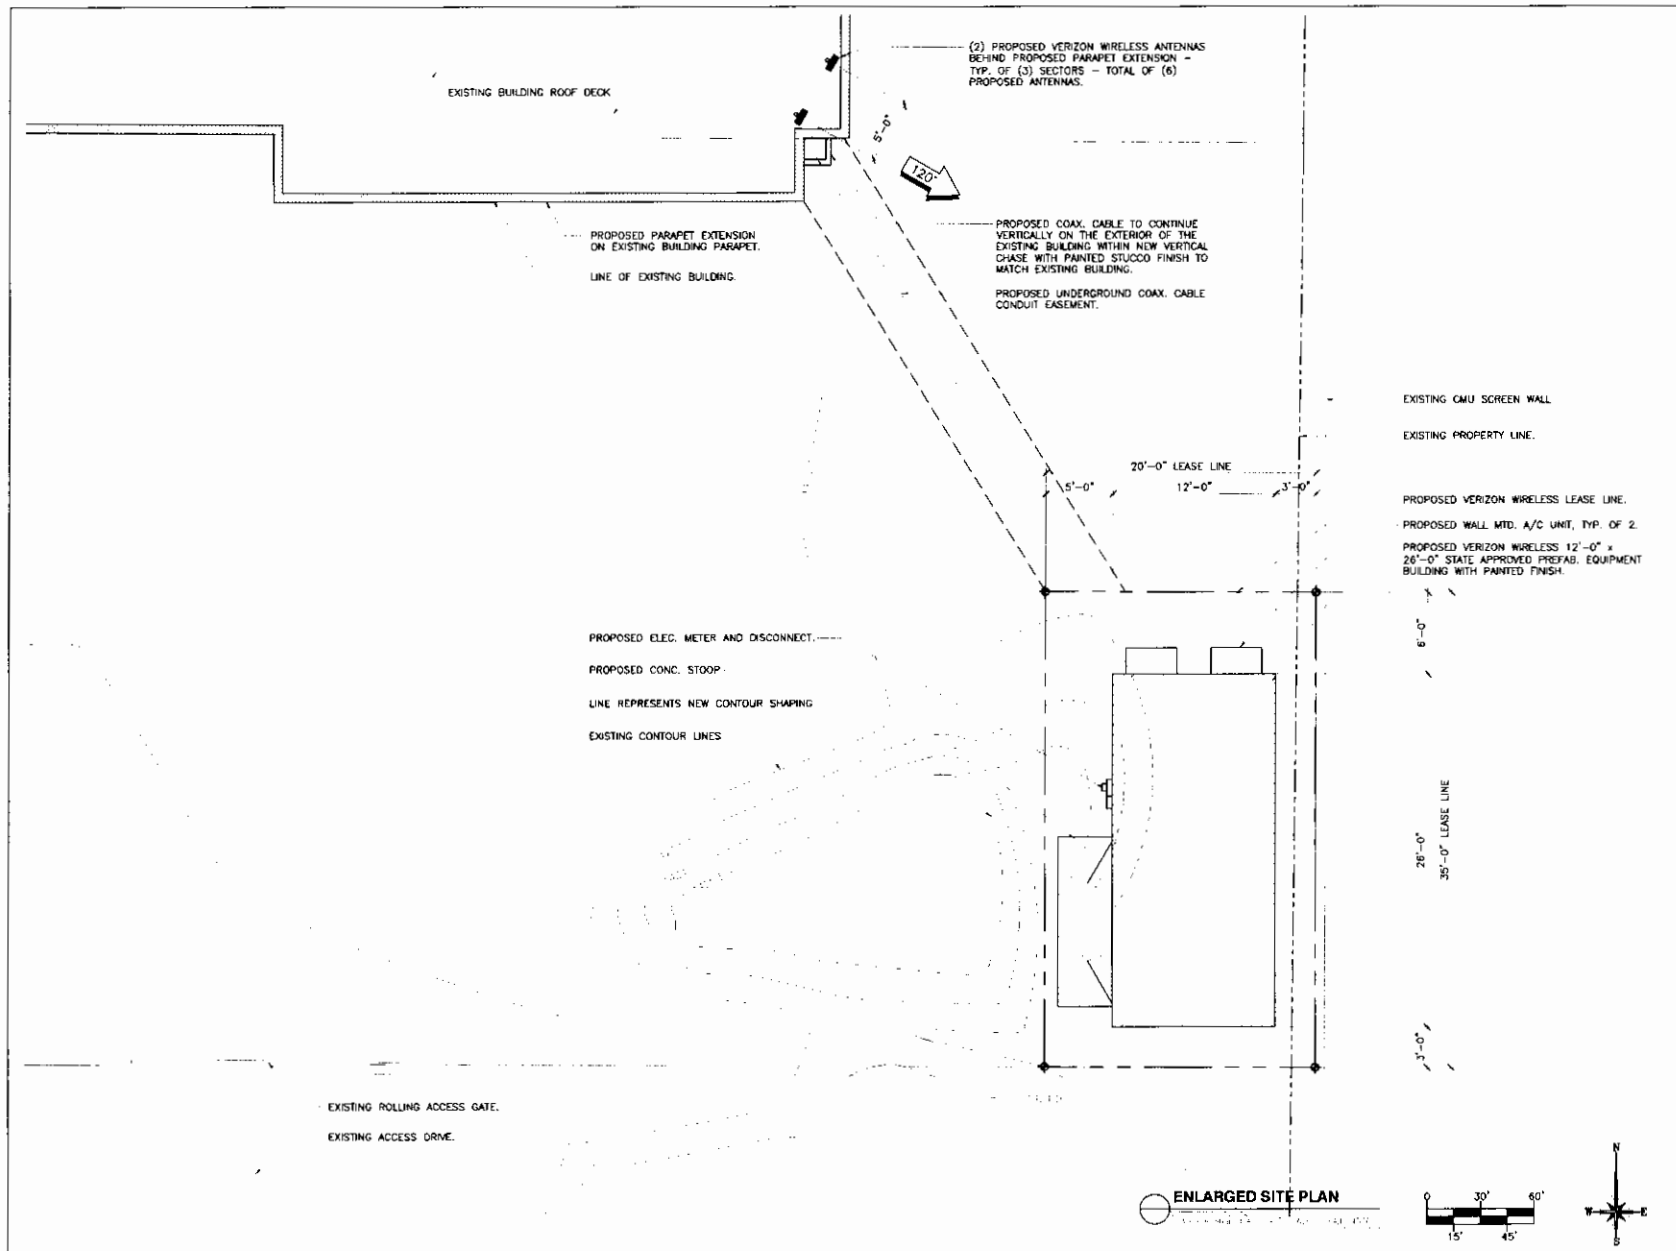 (2) PROPOSED VERIZON WIRELESS ANTENNAS
BEHIND PROPOSED PARAPET EXTENSION -
TYP. OF (3) SECTORS - TOTAL OF (6)
PROPOSED ANTENNAS.
EXISTING BUILDING ROOF DECK
5'-0"
120°
PROPOSED PARAPET EXTENSION
ON EXISTING BUILDING PARAPET.
LINE OF EXISTING BUILDING.
PROPOSED COAX. CABLE TO CONTINUE
VERTICALLY ON THE EXTERIOR OF THE
EXISTING BUILDING WITHIN NEW VERTICAL
CHASE WITH PAINTED STUCCO FINISH TO
MATCH EXISTING BUILDING.
PROPOSED UNDERGROUND COAX. CABLE
CONDUIT EASEMENT.
EXISTING CMU SCREEN WALL
EXISTING PROPERTY LINE.
20'-0" LEASE LINE
5'-0"
12'-0"
3'-0"
PROPOSED VERIZON WIRELESS LEASE LINE.
PROPOSED WALL MTD. A/C UNIT, TYP. OF 2.
PROPOSED VERIZON WIRELESS 12'-0" x
26'-0" STATE APPROVED PREFAB. EQUIPMENT
BUILDING WITH PAINTED FINISH.
6'-0"
PROPOSED ELEC. METER AND DISCONNECT.
PROPOSED CONC. STOOP
LINE REPRESENTS NEW CONTOUR SHAPING
EXISTING CONTOUR LINES
26'-0"
35'-0" LEASE LINE
3'-0"
EXISTING ROLLING ACCESS GATE.
EXISTING ACCESS DRIVE.
ENLARGED SITE PLAN
0 30' 60'
15' 45'
N
W E
S